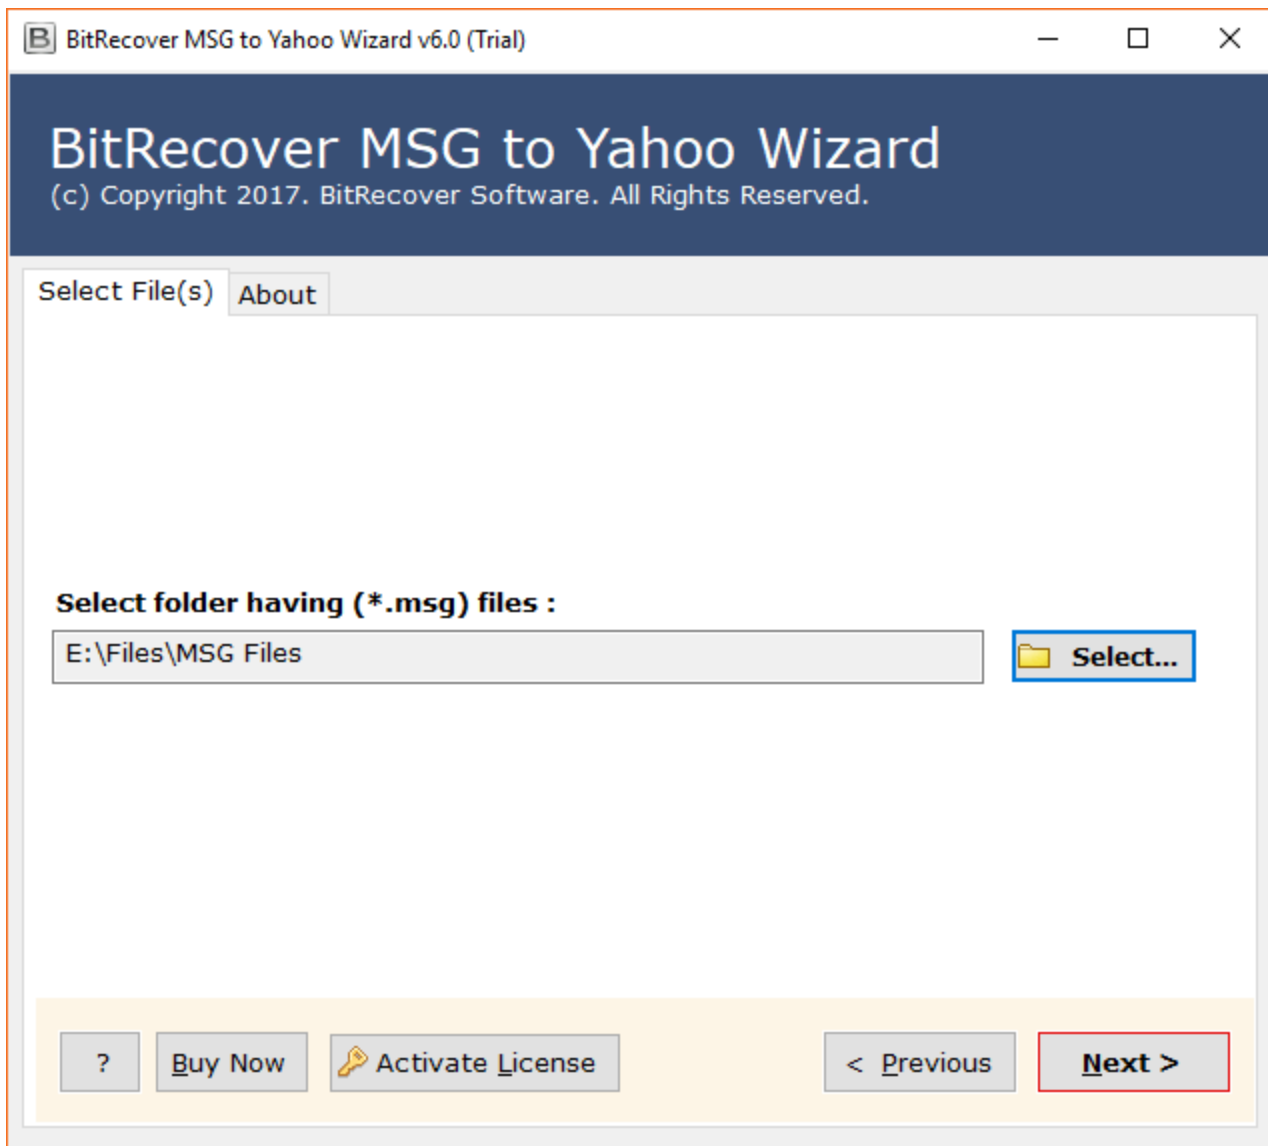 BitRecover MSG to Yahoo Wizard v6.0 (Trial)
BitRecover MSG to Yahoo Wizard
(c) Copyright 2017. BitRecover Software. All Rights Reserved.
Select File(s) About
Select folder having (*.msg) files :
E:\Files\MSG Files
Select...
? Buy Now Activate License < Previous Next >